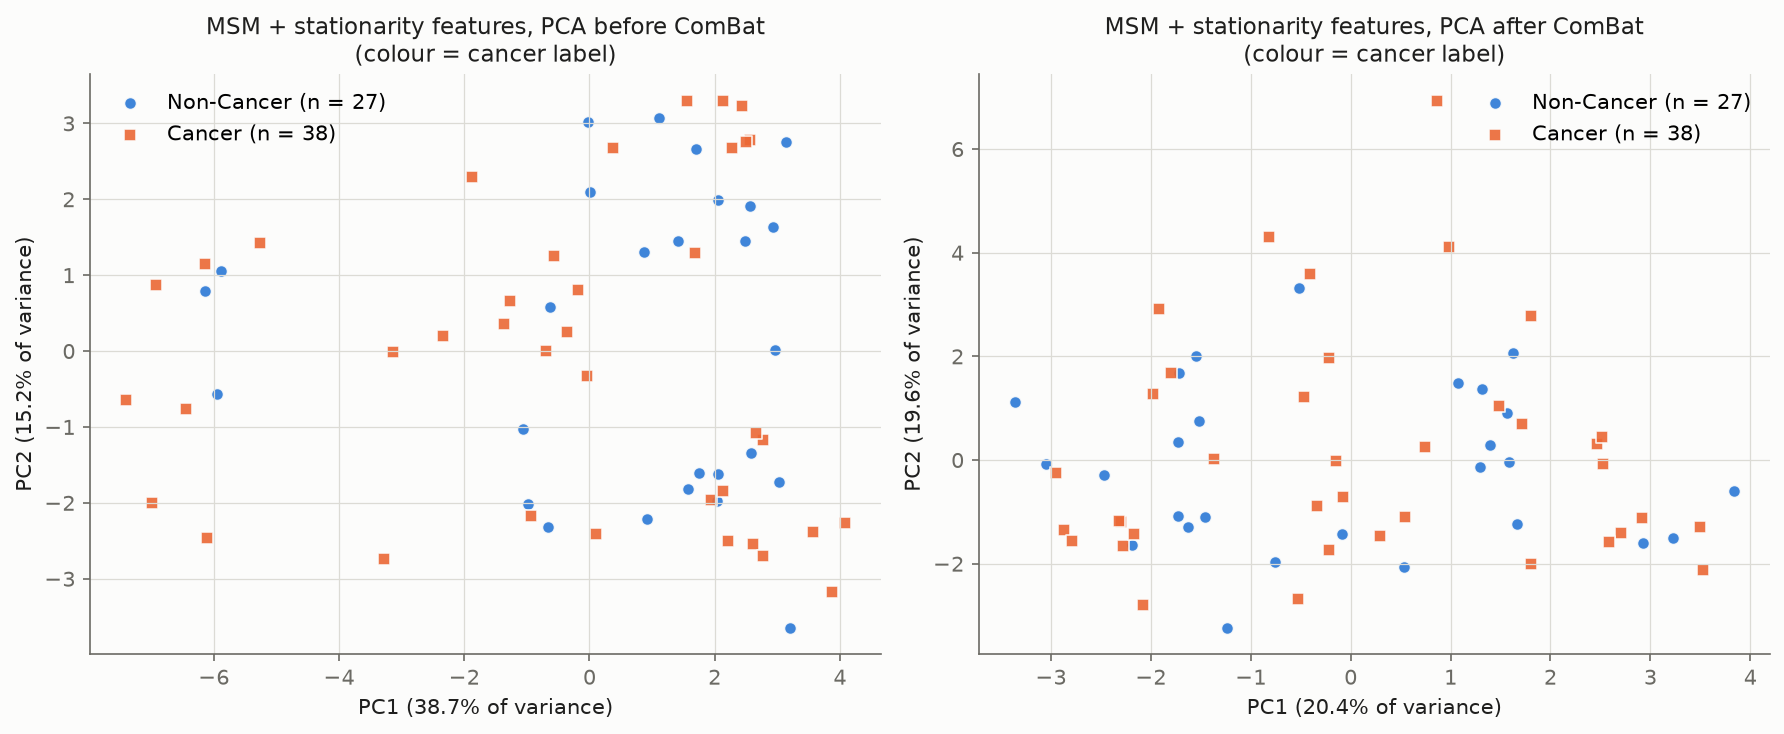 MSM + stationarity features, PCA before ComBat
(colour = cancer label)
Non-Cancer (n = 27)
Cancer (n = 38)
3
2
1
0
−1
−2
−3
PC2 (15.2% of variance)
−6
−4
−2
0
2
4
PC1 (38.7% of variance)
MSM + stationarity features, PCA after ComBat
(colour = cancer label)
Non-Cancer (n = 27)
Cancer (n = 38)
6
4
2
0
−2
PC2 (19.6% of variance)
−3
−2
−1
0
1
2
3
4
PC1 (20.4% of variance)